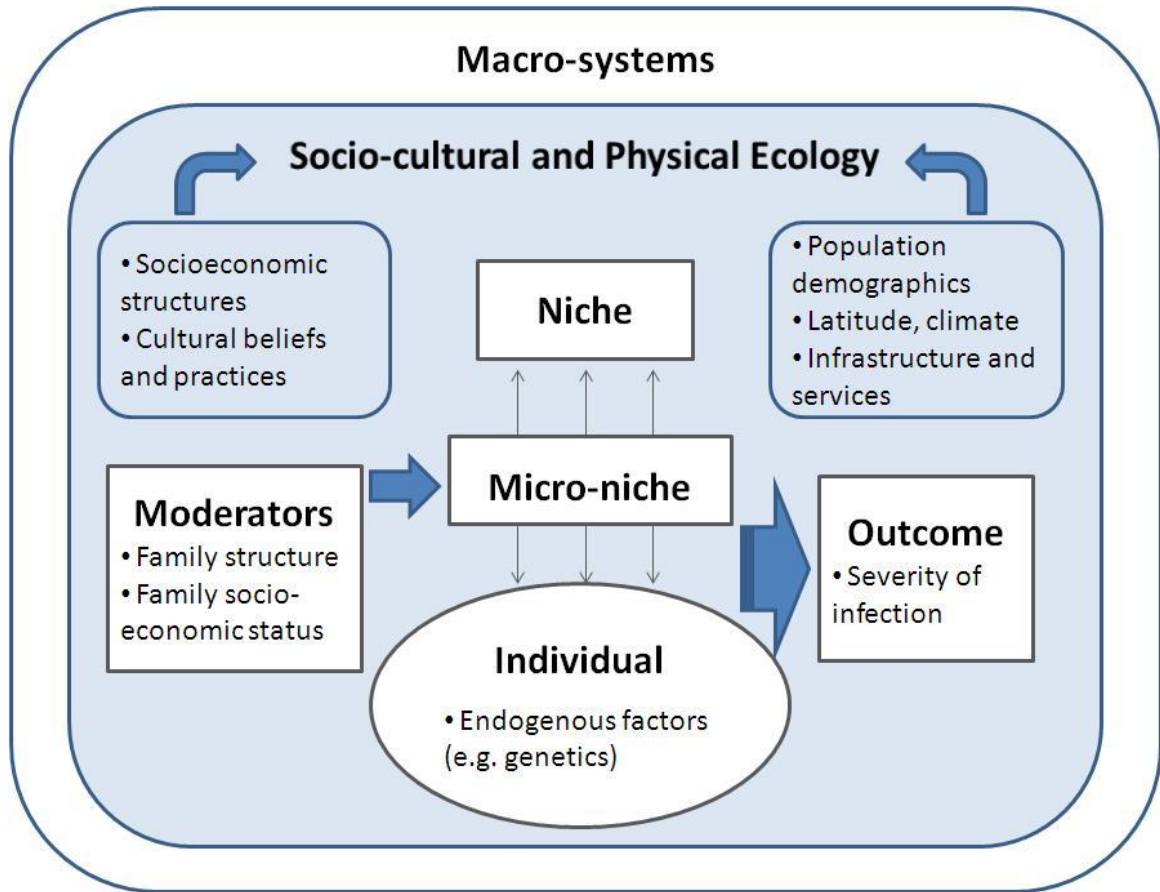 Macro-systems
Socio-cultural and Physical Ecology
• Socioeconomic
structures
• Cultural beliefs
and practices
• Population
demographics
• Latitude, climate
• Infrastructure and
services
Niche
Micro-niche
Moderators
• Family structure
• Family socio-
economic status
Outcome
• Severity of
infection
Individual
• Endogenous factors
(e.g. genetics)